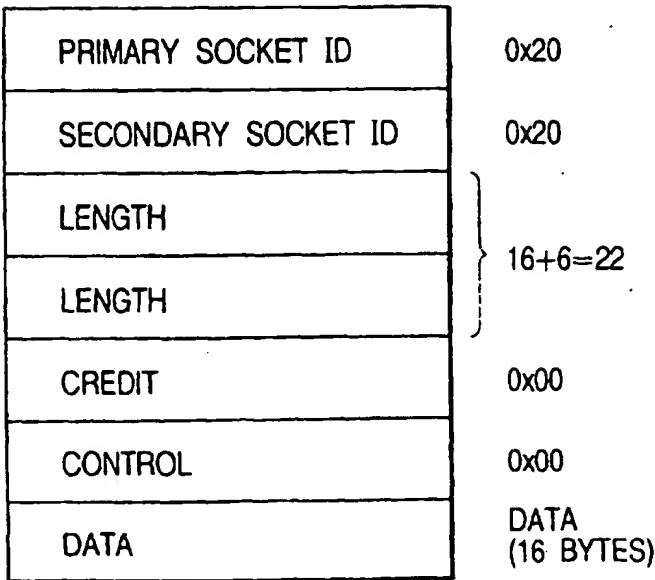 PRIMARY SOCKET ID 0x20
SECONDARY SOCKET ID 0x20
LENGTH
16+6=22
LENGTH
CREDIT 0x00
CONTROL 0x00
DATA DATA
(16 BYTES)